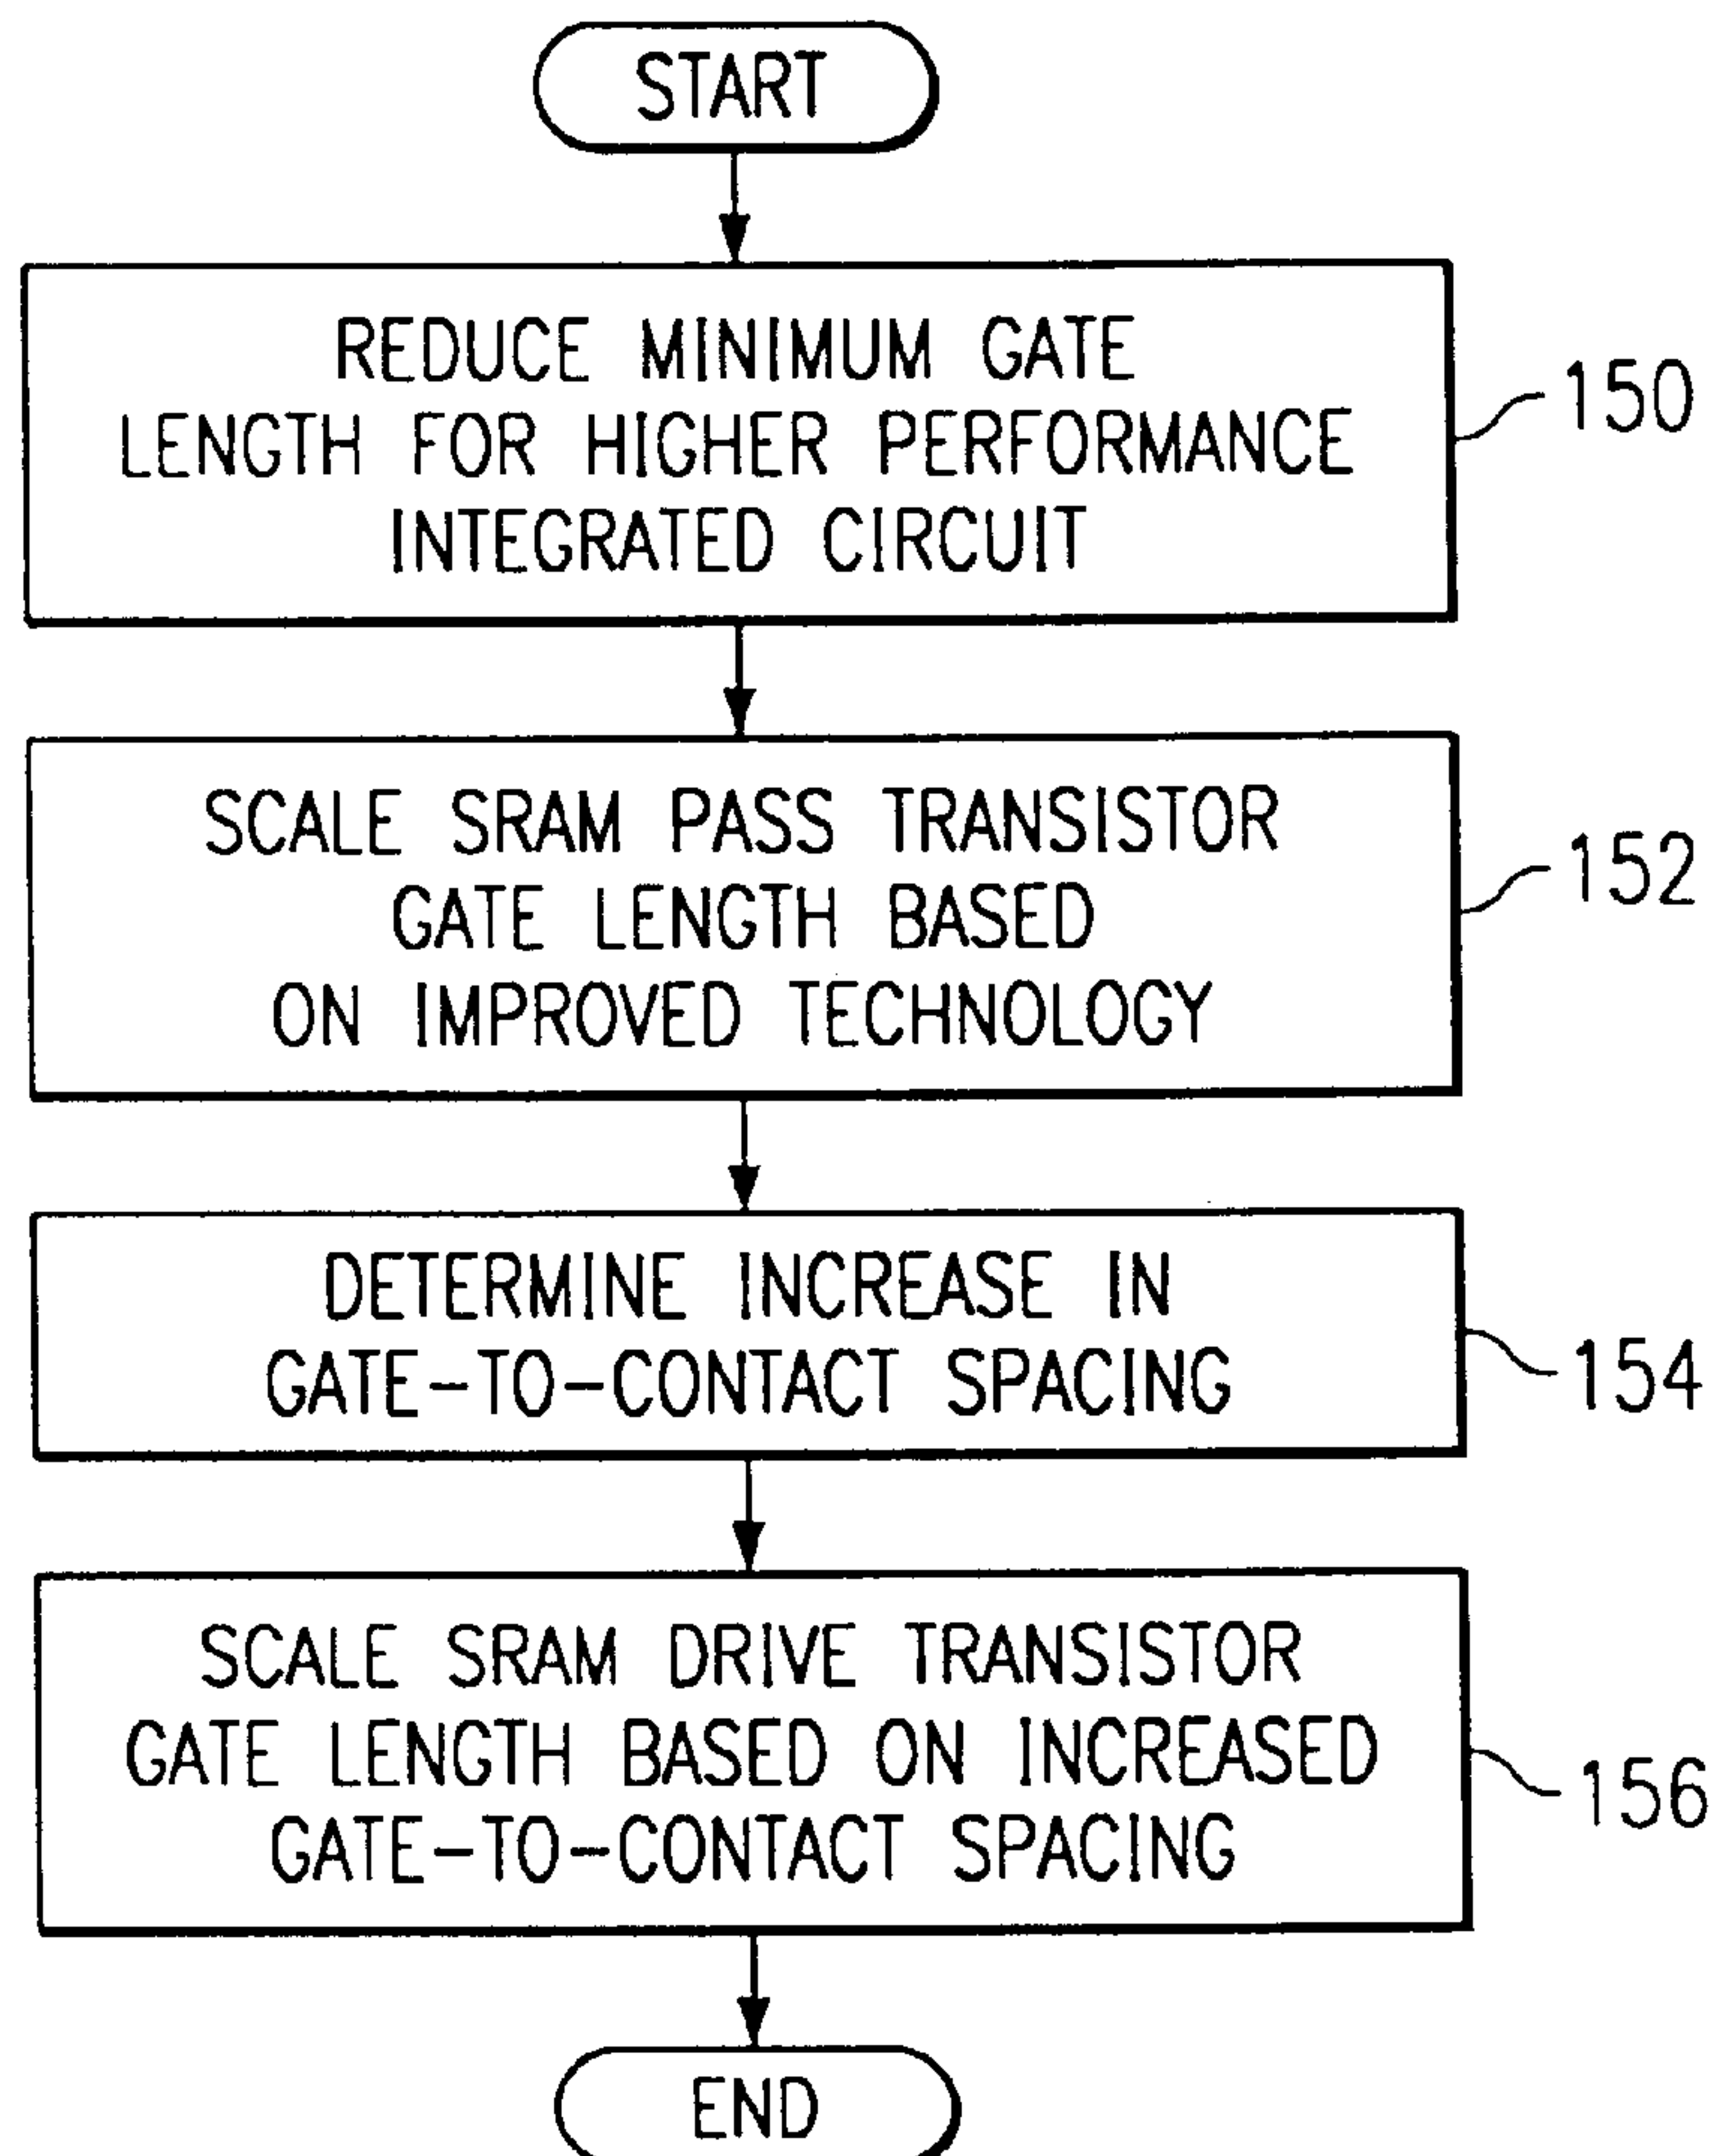 START
REDUCE MINIMUM GATE
LENGTH FOR HIGHER PERFORMANCE
INTEGRATED CIRCUIT
150
SCALE SRAM PASS TRANSISTOR
GATE LENGTH BASED
ON IMPROVED TECHNOLOGY
152
DETERMINE INCREASE IN
GATE-TO-CONTACT SPACING
154
SCALE SRAM DRIVE TRANSISTOR
GATE LENGTH BASED ON INCREASED
GATE-TO-CONTACT SPACING
156
END